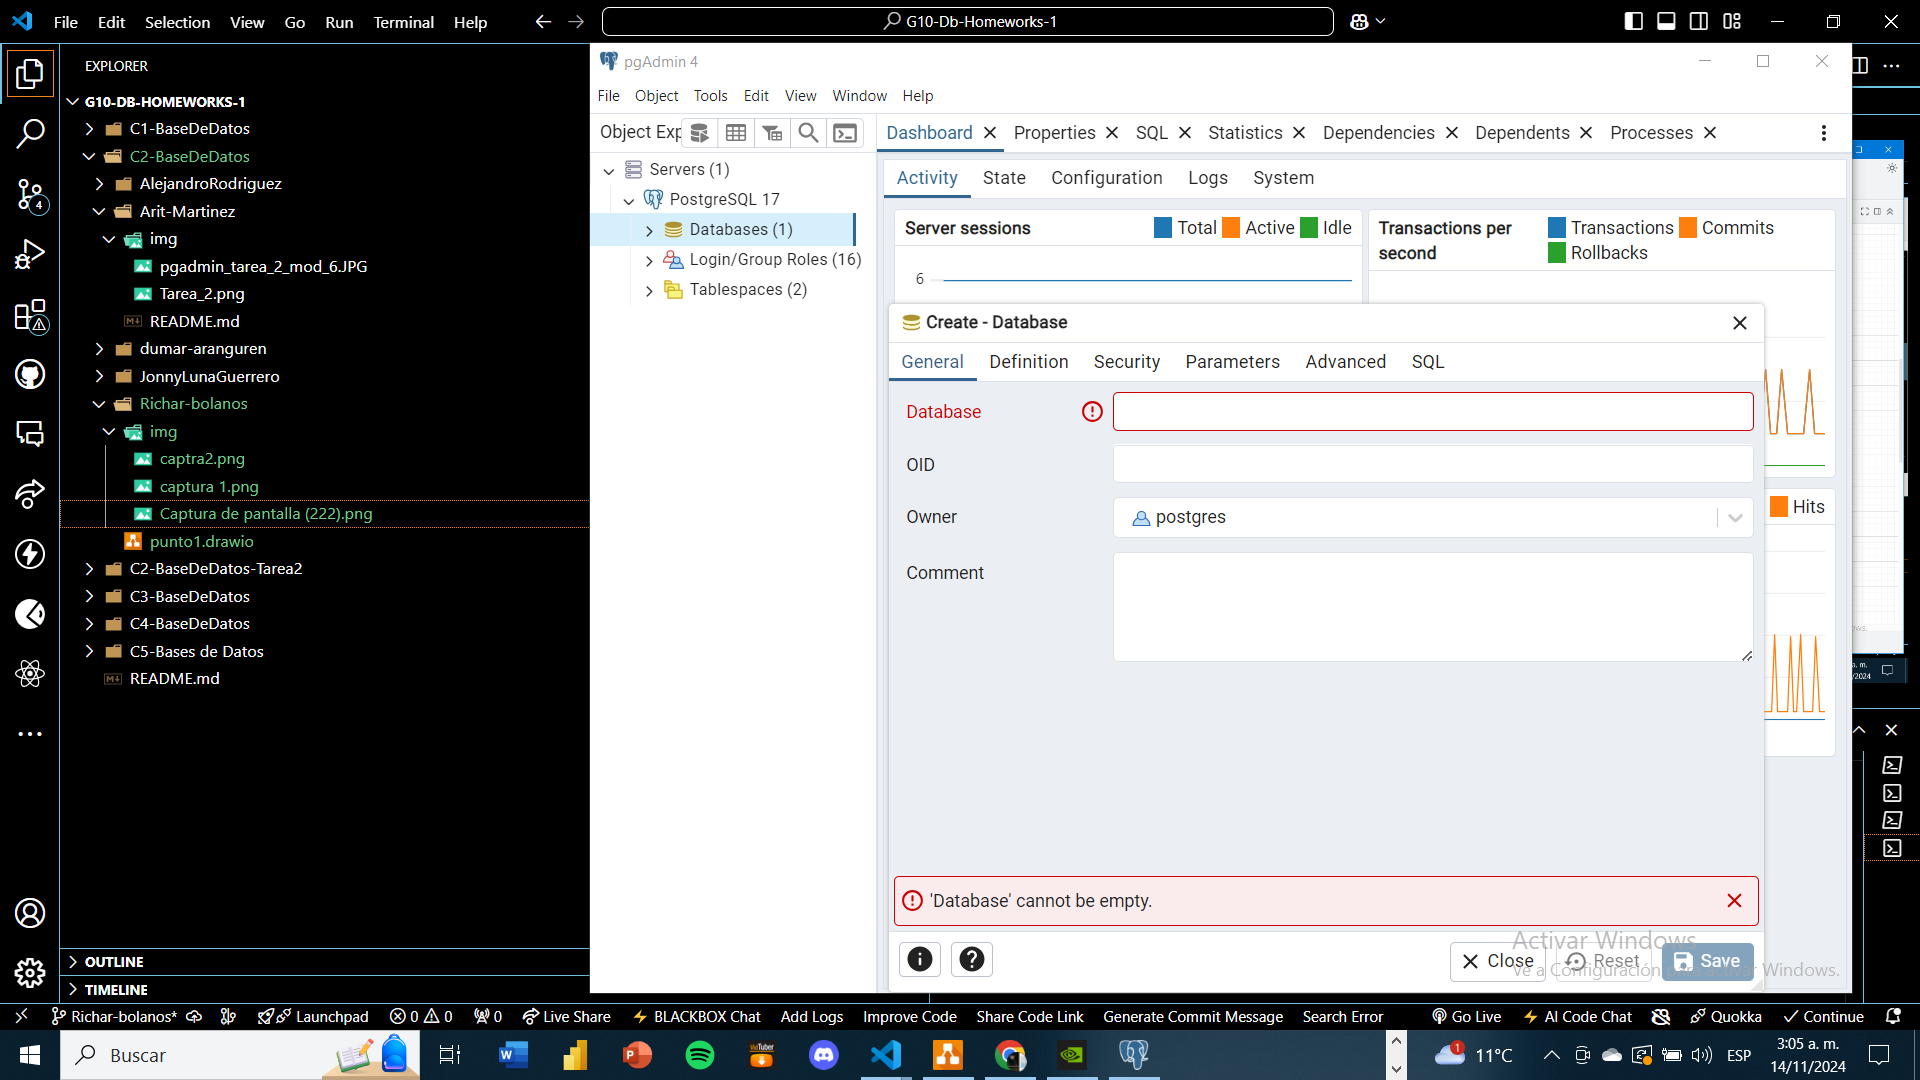 File Edit Selection View Go Run Terminal Help
G10-Db-Homeworks-1
EXPLORER
G10-DB-HOMEWORKS-1
C1-BaseDeDatos
C2-BaseDeDatos
AlejandroRodriguez
Arit-Martinez
img
pgadmin_tarea_2_mod_6.JPG
Tarea_2.png
README.md
dumar-aranguren
JonnyLunaGuerrero
Richar-bolanos
img
captra2.png
captura 1.png
Captura de pantalla (222).png
punto1.drawio
C2-BaseDeDatos-Tarea2
C3-BaseDeDatos
C4-BaseDeDatos
C5-Bases de Datos
README.md
OUTLINE
TIMELINE
4
pgAdmin 4
File Object Tools Edit View Window Help
Object Exp
Servers (1)
PostgreSQL 17
Databases (1)
Login/Group Roles (16)
Tablespaces (2)
Dashboard Properties SQL Statistics Dependencies Dependents Processes
Activity State Configuration Logs System
Server sessions Total Active Idle
6
Transactions per second Transactions Commits Rollbacks
Hits
Create - Database
General Definition Security Parameters Advanced SQL
Database
OID
Owner postgres
Comment
'Database' cannot be empty.
Close Reset Save
Activar Windows
Ve a Configuración para activar Windows.
a. m.
/2024
Richar-bolanos* Launchpad 0 0 0 Live Share BLACKBOX Chat Add Logs Improve Code Share Code Link Generate Commit Message Search Error Go Live AI Code Chat Quokka Continue
Buscar
1 11°C ESP
3:05 a. m.
14/11/2024